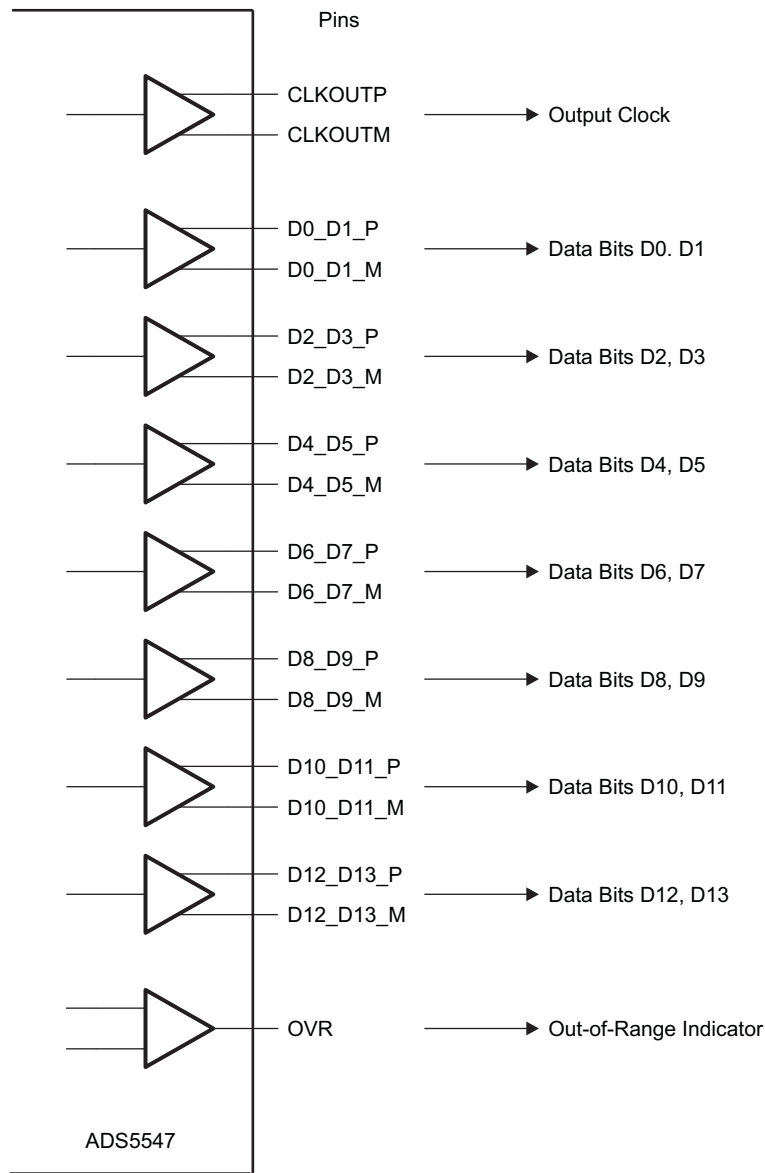 Pins
CLKOUTP
CLKOUTM
Output Clock
D0_D1_P
D0_D1_M
Data Bits D0. D1
D2_D3_P
D2_D3_M
Data Bits D2, D3
D4_D5_P
D4_D5_M
Data Bits D4, D5
D6_D7_P
D6_D7_M
Data Bits D6, D7
D8_D9_P
D8_D9_M
Data Bits D8, D9
D10_D11_P
D10_D11_M
Data Bits D10, D11
D12_D13_P
D12_D13_M
Data Bits D12, D13
OVR
Out-of-Range Indicator
ADS5547